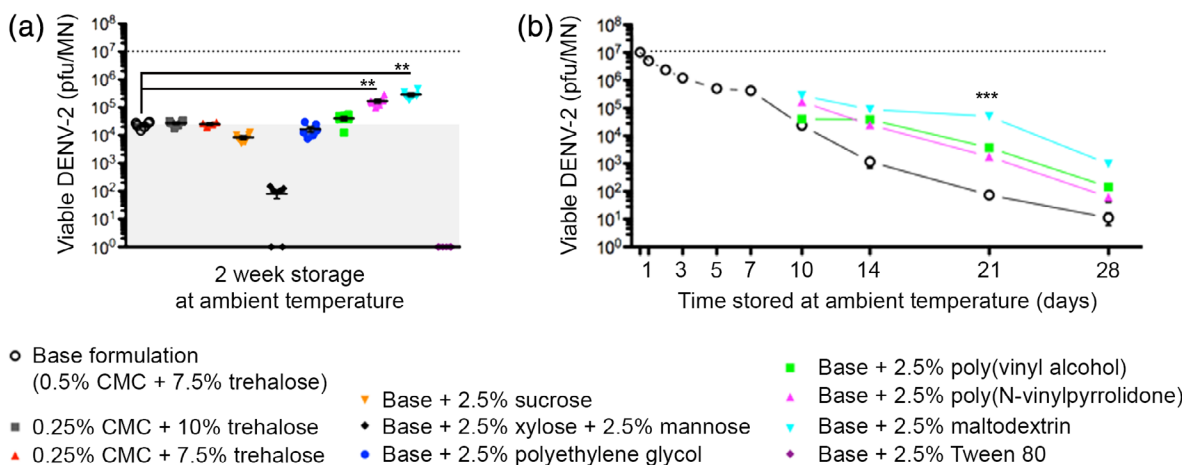 (a)
Viable DENV-2 (pfu/MN)
10⁸
10⁷
10⁶
10⁵
10⁴
10³
10²
10¹
10⁰
**
**
2 week storage
at ambient temperature
(b)
Viable DENV-2 (pfu/MN)
10⁸
10⁷
10⁶
10⁵
10⁴
10³
10²
10¹
10⁰
***
1 3 5 7 10 14 21 28
Time stored at ambient temperature (days)
Base formulation
(0.5% CMC + 7.5% trehalose)
0.25% CMC + 10% trehalose
0.25% CMC + 7.5% trehalose
Base + 2.5% sucrose
Base + 2.5% xylose + 2.5% mannose
Base + 2.5% polyethylene glycol
Base + 2.5% poly(vinyl alcohol)
Base + 2.5% poly(N-vinylpyrrolidone)
Base + 2.5% maltodextrin
Base + 2.5% Tween 80